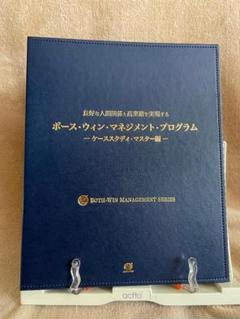 良好な人間関係と高業績を実現する
ボース・ウィン・マネジメント・プログラム
―ケーススタディ・マスター編―
BOTH-WIN MANAGEMENT SERIES
actto